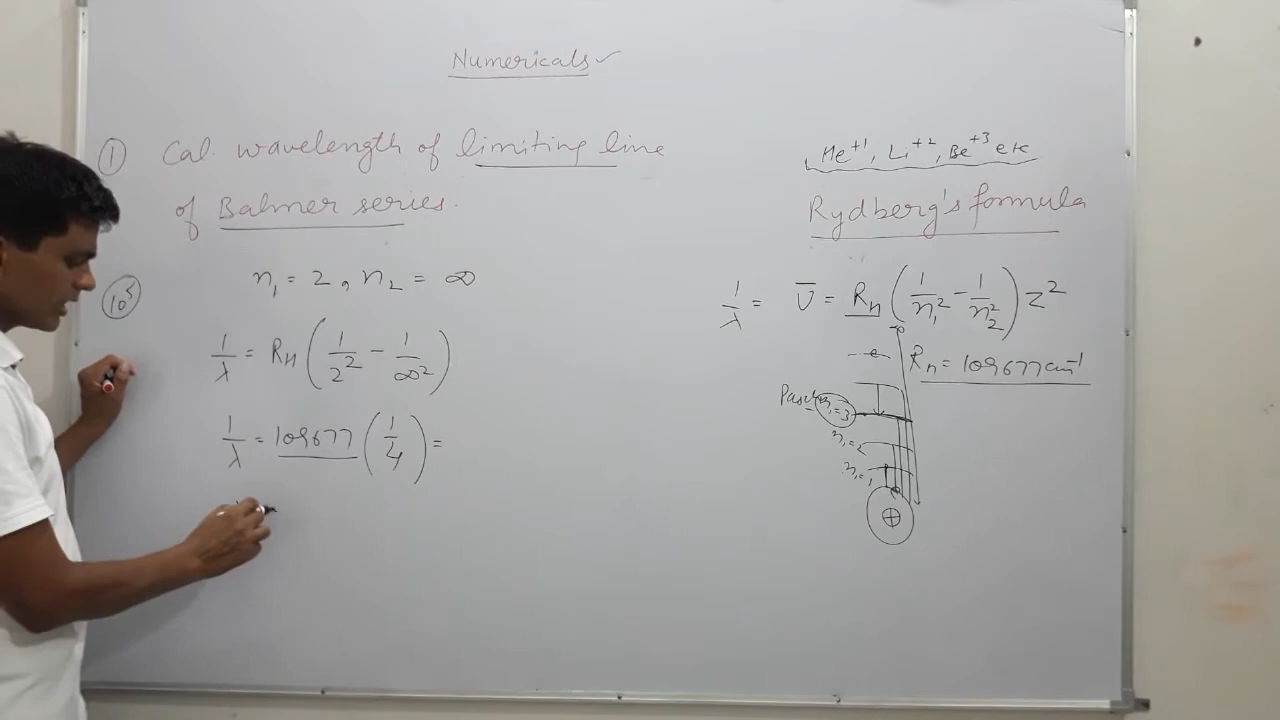 Numericals ✓
① Cal. wavelength of limiting line
of Balmer series.
10⁵
n₁ = 2, n₂ = ∞
1/λ = R_H (1/2² - 1/∞²)
1/λ = 109677 (1/4) =
He⁺¹, Li⁺², Be⁺³ etc
Rydberg's formula
1/λ = ῡ = R_H (1/n₁² - 1/n₂²) Z²
R_H = 109677 cm⁻¹
n₁ = 3
n₁ = 2
n₁ = 1